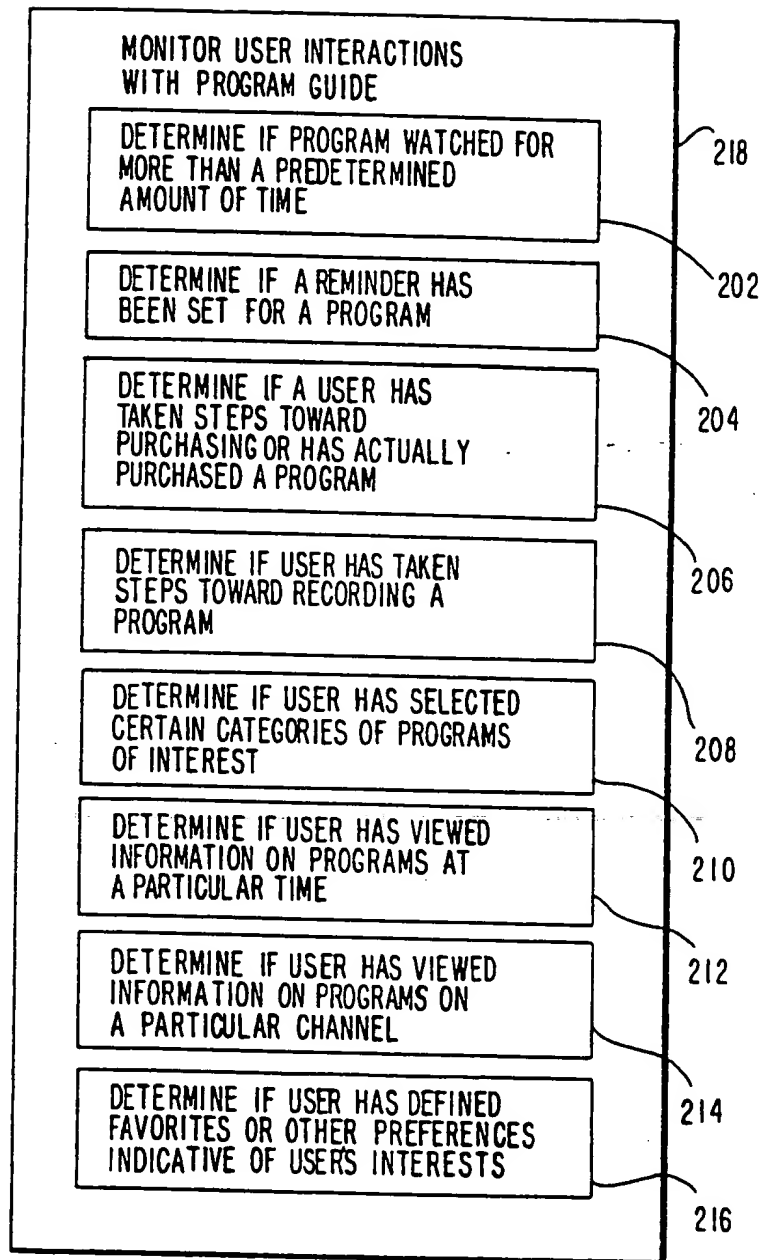 MONITOR USER INTERACTIONS
WITH PROGRAM GUIDE
DETERMINE IF PROGRAM WATCHED FOR
MORE THAN A PREDETERMINED
AMOUNT OF TIME
218
202
DETERMINE IF A REMINDER HAS
BEEN SET FOR A PROGRAM
204
DETERMINE IF A USER HAS
TAKEN STEPS TOWARD
PURCHASING OR HAS ACTUALLY
PURCHASED A PROGRAM
206
DETERMINE IF USER HAS TAKEN
STEPS TOWARD RECORDING A
PROGRAM
208
DETERMINE IF USER HAS SELECTED
CERTAIN CATEGORIES OF PROGRAMS
OF INTEREST
210
DETERMINE IF USER HAS VIEWED
INFORMATION ON PROGRAMS AT
A PARTICULAR TIME
212
DETERMINE IF USER HAS VIEWED
INFORMATION ON PROGRAMS ON
A PARTICULAR CHANNEL
214
DETERMINE IF USER HAS DEFINED
FAVORITES OR OTHER PREFERENCES
INDICATIVE OF USER'S INTERESTS
216